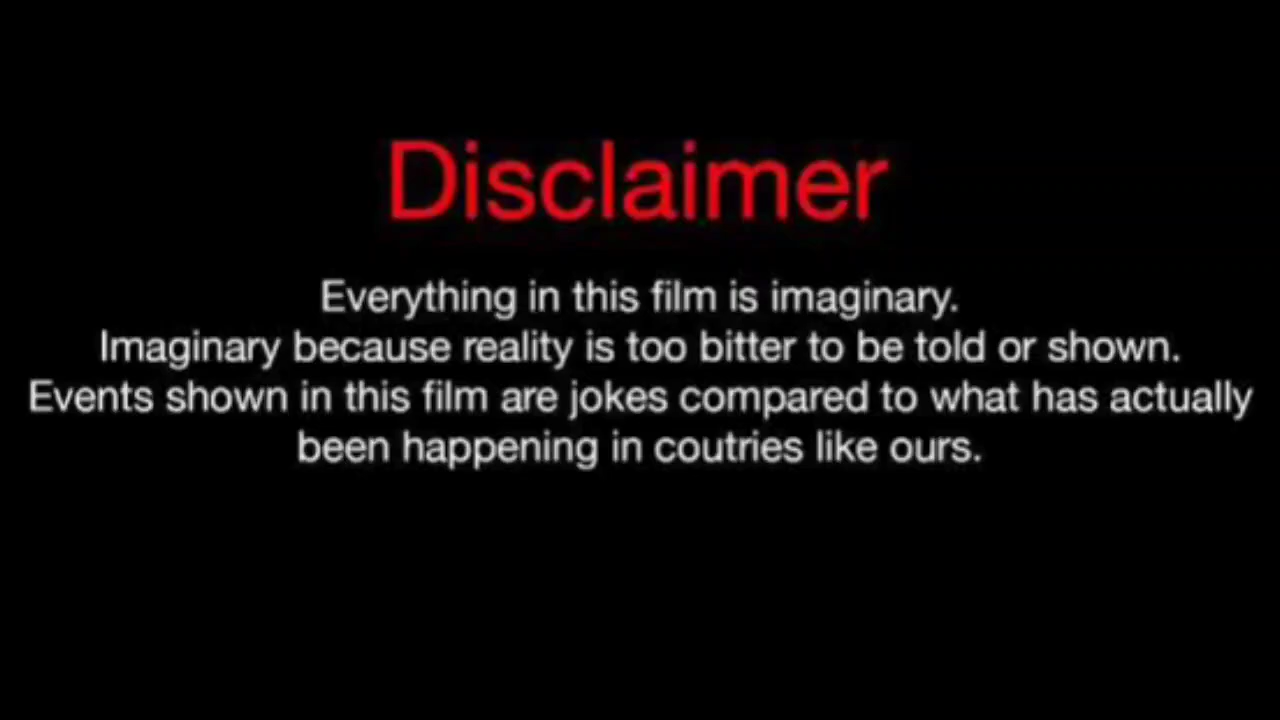 Disclaimer
Everything in this film is imaginary.
Imaginary because reality is too bitter to be told or shown.
Events shown in this film are jokes compared to what has actually
been happening in coutries like ours.